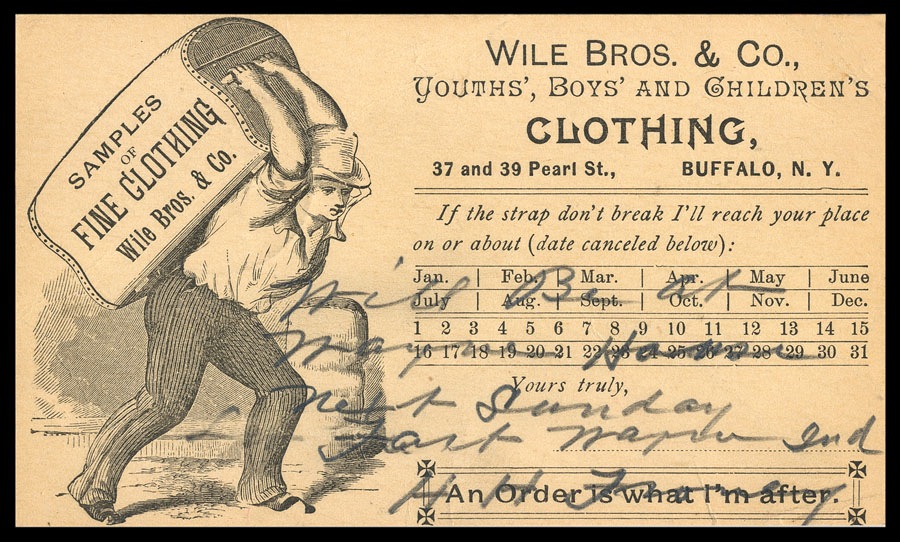 SAMPLES
OF
FINE CLOTHING
Wile Bros. & Co.
WILE BROS. & CO.,
YOUTHS', BOYS' AND CHILDREN'S
CLOTHING,
37 and 39 Pearl St., BUFFALO, N. Y.
If the strap don't break I'll reach your place
on or about (date canceled below):
Jan. | Feb. | Mar. | Apr. | May | June
July | Aug. | Sept. | Oct. | Nov. | Dec.
1 2 3 4 5 6 7 8 9 10 11 12 13 14 15
16 17 18 19 20 21 22 23 24 25 26 27 28 29 30 31
Will Be at
Wayne
Yours truly,
Next Sunday
Fort Wayne Ind
An Order is what I'm after.
H H